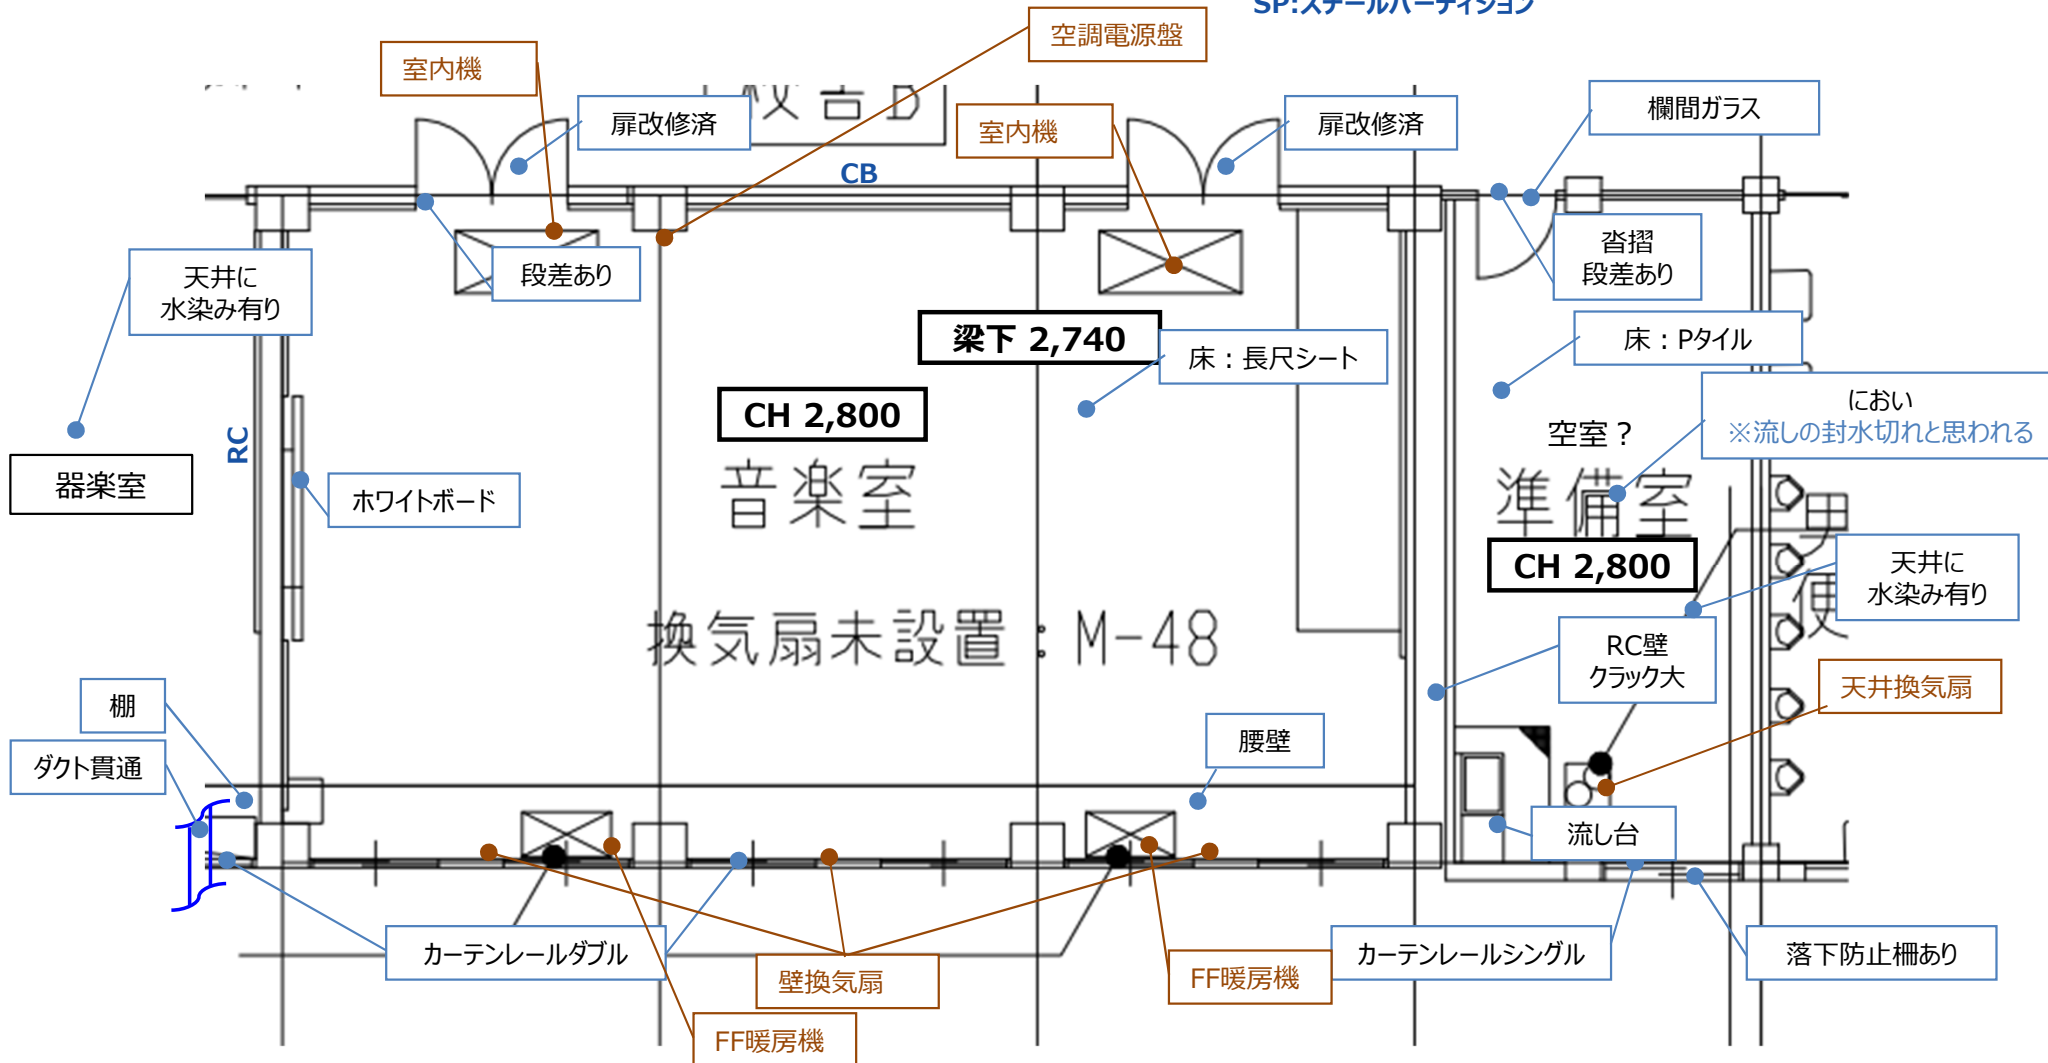 SP:スチールパーティション
空調電源盤
室内機
扉改修済
室内機
扉改修済
欄間ガラス
CB
段差あり
沓摺
段差あり
天井に
水染み有り
梁下 2,740
床：長尺シート
床：Pタイル
CH 2,800
におい
※流しの封水切れと思われる
空室？
RC
器楽室
ホワイトボード
音楽室
準備室
CH 2,800
天井に
水染み有り
換気扇未設置：M-48
RC壁
クラック大
天井換気扇
棚
腰壁
ダクト貫通
流し台
カーテンレールダブル
壁換気扇
FF暖房機
カーテンレールシングル
落下防止柵あり
FF暖房機